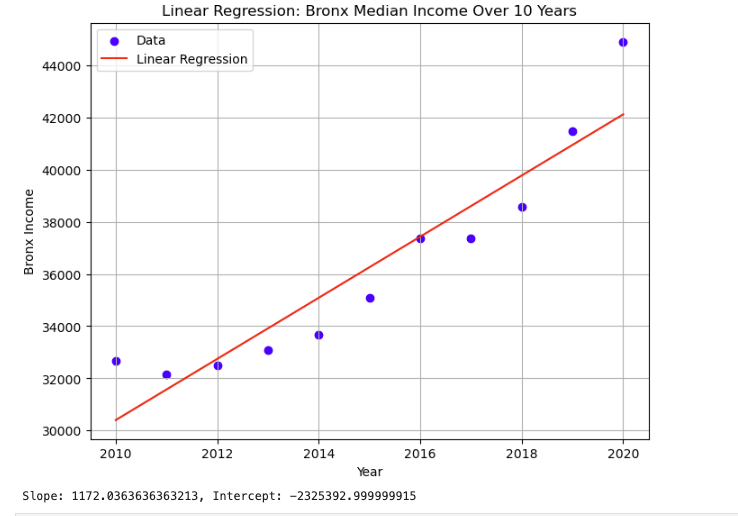 Linear Regression: Bronx Median Income Over 10 Years
Data
Linear Regression
44000
42000
40000
38000
36000
34000
32000
30000
Bronx Income
2010 2012 2014 2016 2018 2020
Year
Slope: 1172.0363636363213, Intercept: -2325392.999999915